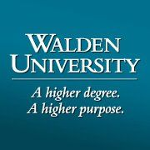 WALDEN
UNIVERSITY
A higher degree.
A higher purpose.